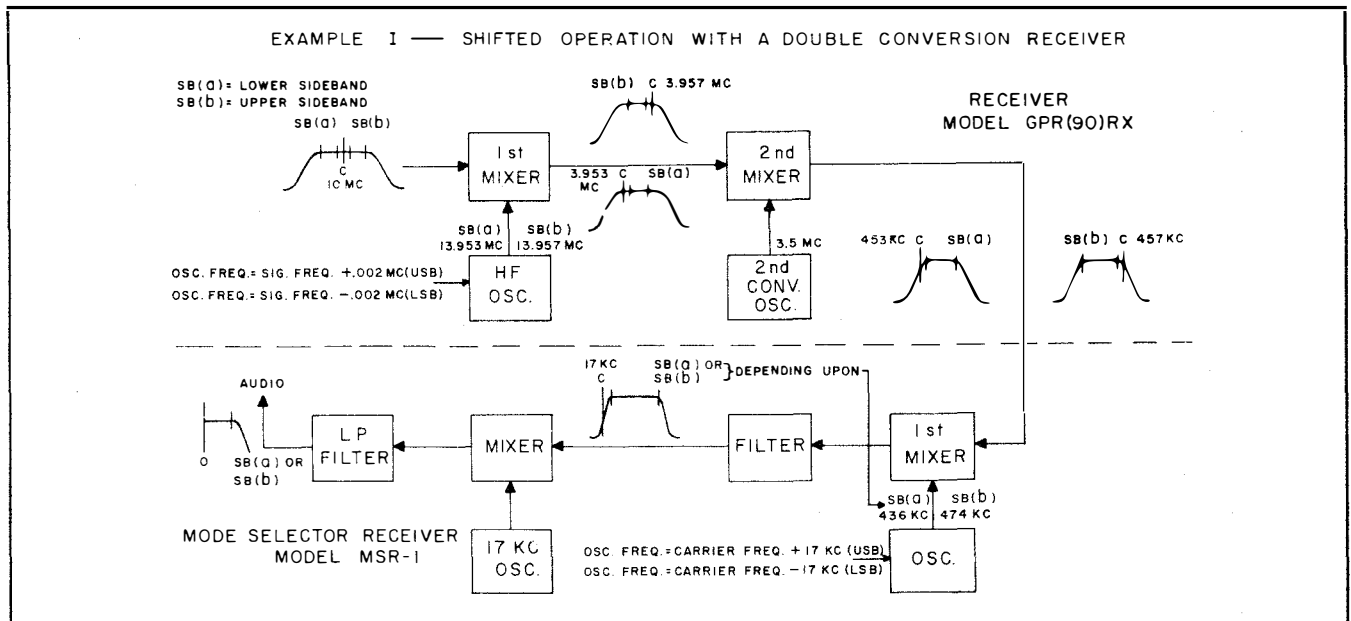 EXAMPLE I — SHIFTED OPERATION WITH A DOUBLE CONVERSION RECEIVER
SB(a)= LOWER SIDEBAND
SB(b)= UPPER SIDEBAND
SB(a) SB(b)
C
10 MC
1st
MIXER
SB(b) C 3.957 MC
3.953 C SB(a)
MC
2nd
MIXER
RECEIVER
MODEL GPR(90)RX
SB(a) SB(b)
13.953 MC 13.957 MC
OSC. FREQ.= SIG. FREQ. +.002 MC(USB)
OSC. FREQ.= SIG. FREQ. -.002 MC(LSB)
HF
OSC.
3.5 MC
2nd
CONV.
OSC.
453 KC C SB(a)
SB(b) C 457 KC
AUDIO
0
SB(a) OR
SB(b)
LP
FILTER
MIXER
17 KC
C
SB(a) OR
SB(b)
} DEPENDING UPON
FILTER
1st
MIXER
SB(a) SB(b)
436 KC 474 KC
MODE SELECTOR RECEIVER
MODEL MSR-1
17 KC
OSC.
OSC. FREQ.=CARRIER FREQ. +17 KC (USB)
OSC. FREQ.=CARRIER FREQ. -17 KC (LSB)
OSC.